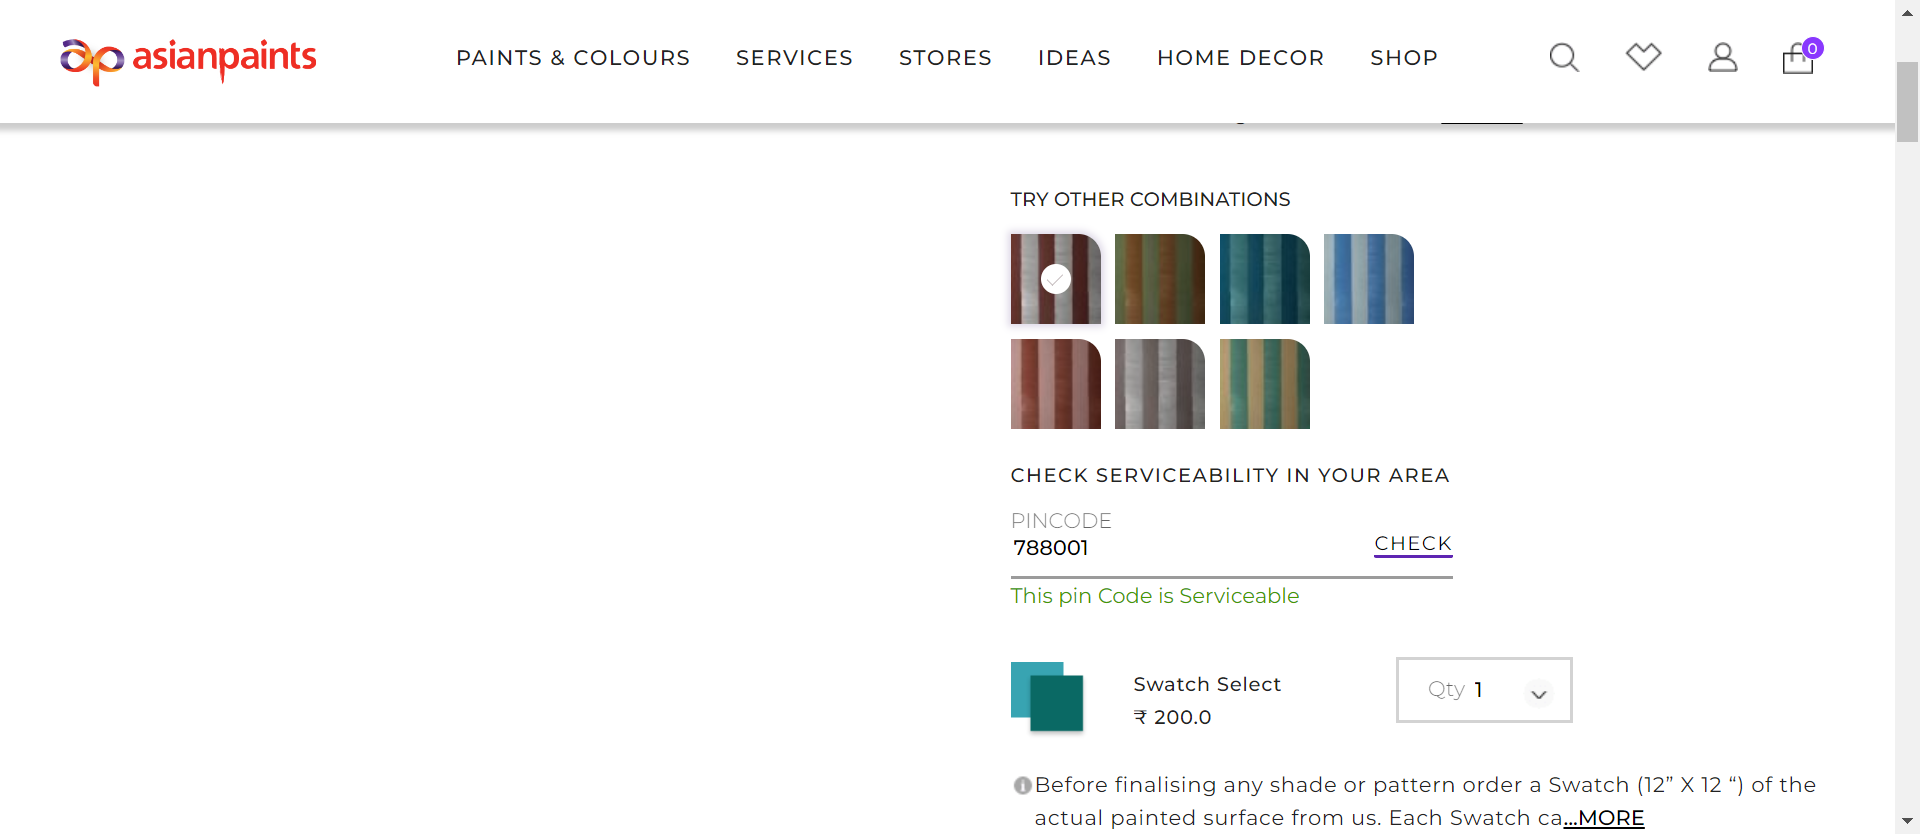 asianpaints
PAINTS & COLOURS SERVICES STORES IDEAS HOME DECOR SHOP
0
TRY OTHER COMBINATIONS
CHECK SERVICEABILITY IN YOUR AREA
PINCODE
788001
CHECK
This pin Code is Serviceable
Swatch Select
₹ 200.0
Qty 1
Before finalising any shade or pattern order a Swatch (12” X 12 “) of the
actual painted surface from us. Each Swatch ca...MORE